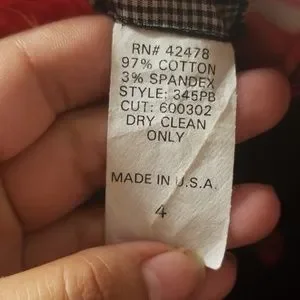 RN# 42478
97% COTTON
3% SPANDEX
STYLE: 345PB
CUT: 600302
DRY CLEAN
ONLY
MADE IN U.S.A.
4